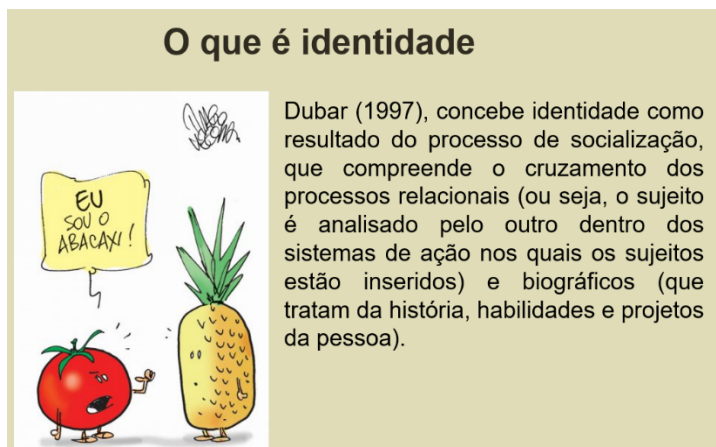 O que é identidade
EU
SOU O
ABACAXI!
Dubar (1997), concebe identidade como
resultado do processo de socialização,
que compreende o cruzamento dos
processos relacionais (ou seja, o sujeito
é analisado pelo outro dentro dos
sistemas de ação nos quais os sujeitos
estão inseridos) e biográficos (que
tratam da história, habilidades e projetos
da pessoa).